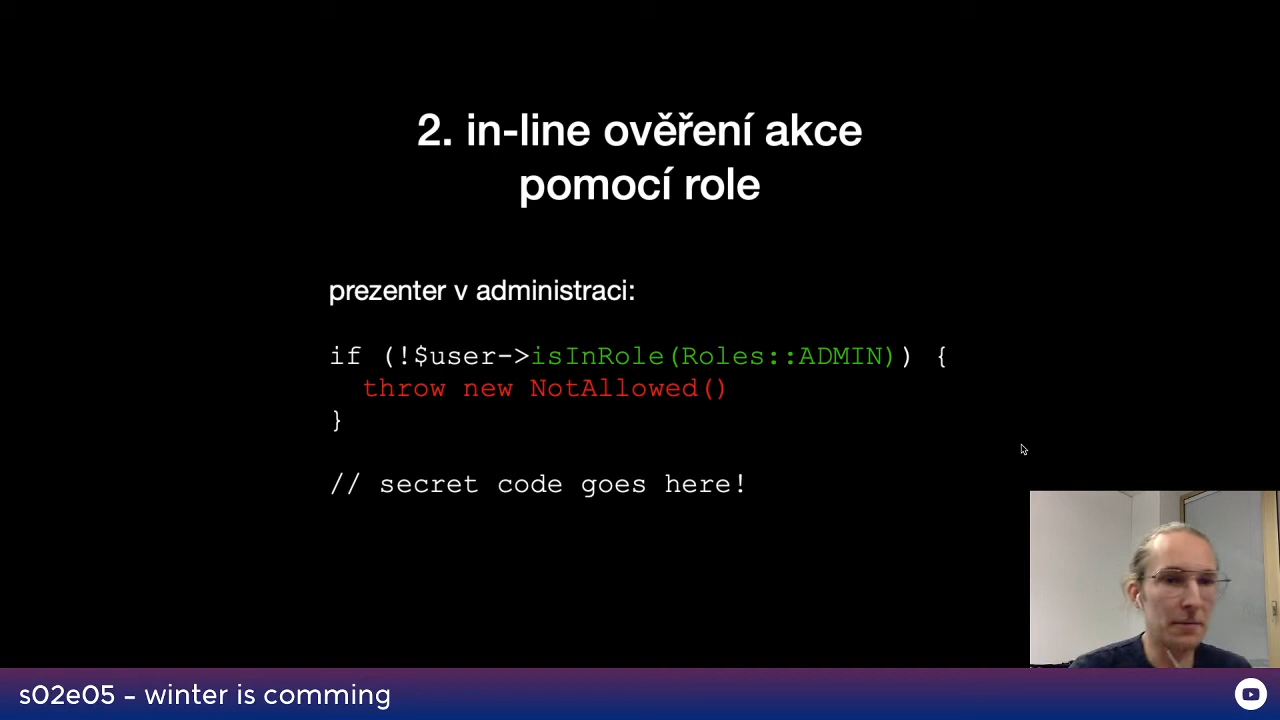 2. in-line ověření akce
pomocí role
prezenter v administraci:
if (!$user->isInRole(Roles::ADMIN)) {
throw new NotAllowed()
}
// secret code goes here!
s02e05 - winter is comming